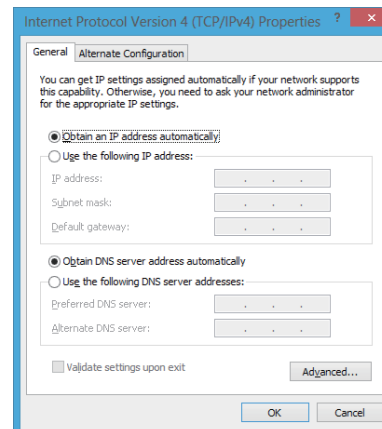 Internet Protocol Version 4 (TCP/IPv4) Properties ? ×
General Alternate Configuration
You can get IP settings assigned automatically if your network supports
this capability. Otherwise, you need to ask your network administrator
for the appropriate IP settings.
Obtain an IP address automatically
Use the following IP address:
IP address:
Subnet mask:
Default gateway:
Obtain DNS server address automatically
Use the following DNS server addresses:
Preferred DNS server:
Alternate DNS server:
Validate settings upon exit
Advanced...
OK Cancel